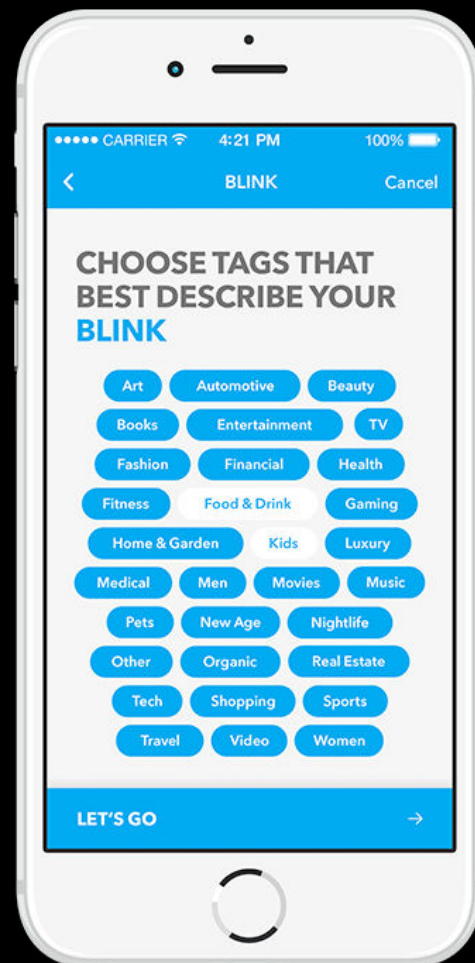 CARRIER 4:21 PM 100%
BLINK Cancel
CHOOSE TAGS THAT
BEST DESCRIBE YOUR
BLINK
Art Automotive Beauty
Books Entertainment TV
Fashion Financial Health
Fitness Food & Drink Gaming
Home & Garden Kids Luxury
Medical Men Movies Music
Pets New Age Nightlife
Other Organic Real Estate
Tech Shopping Sports
Travel Video Women
LET'S GO